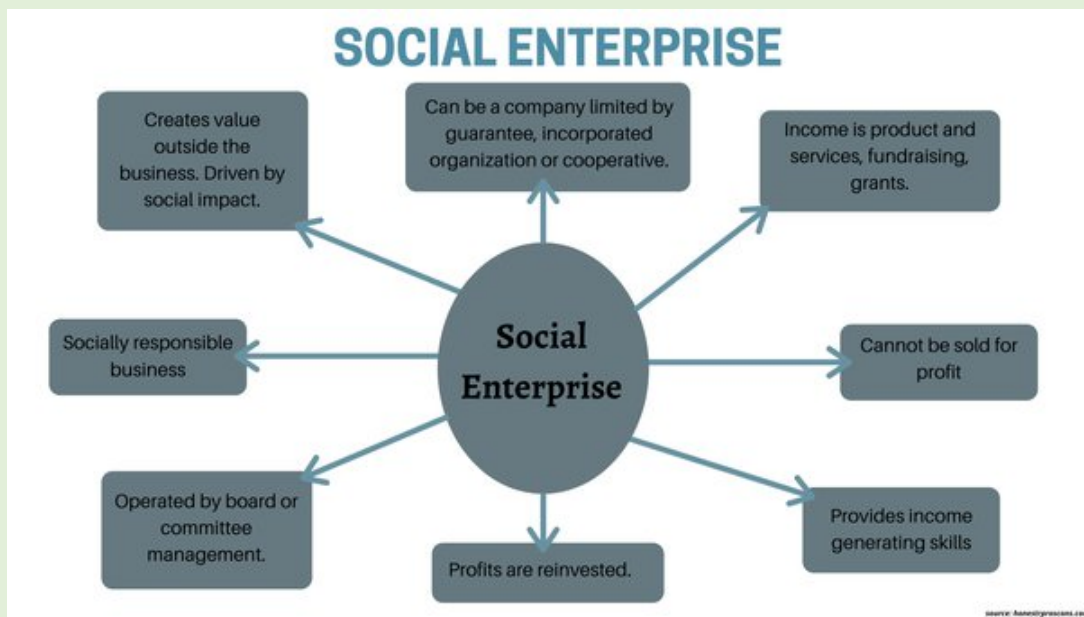 SOCIAL ENTERPRISE
Creates value
outside the
business. Driven by
social impact.
Can be a company limited by
guarantee, incorporated
organization or cooperative.
Income is product and
services, fundraising,
grants.
Socially responsible
business
Social
Enterprise
Cannot be sold for
profit
Operated by board or
committee
management.
Profits are reinvested.
Provides income
generating skills